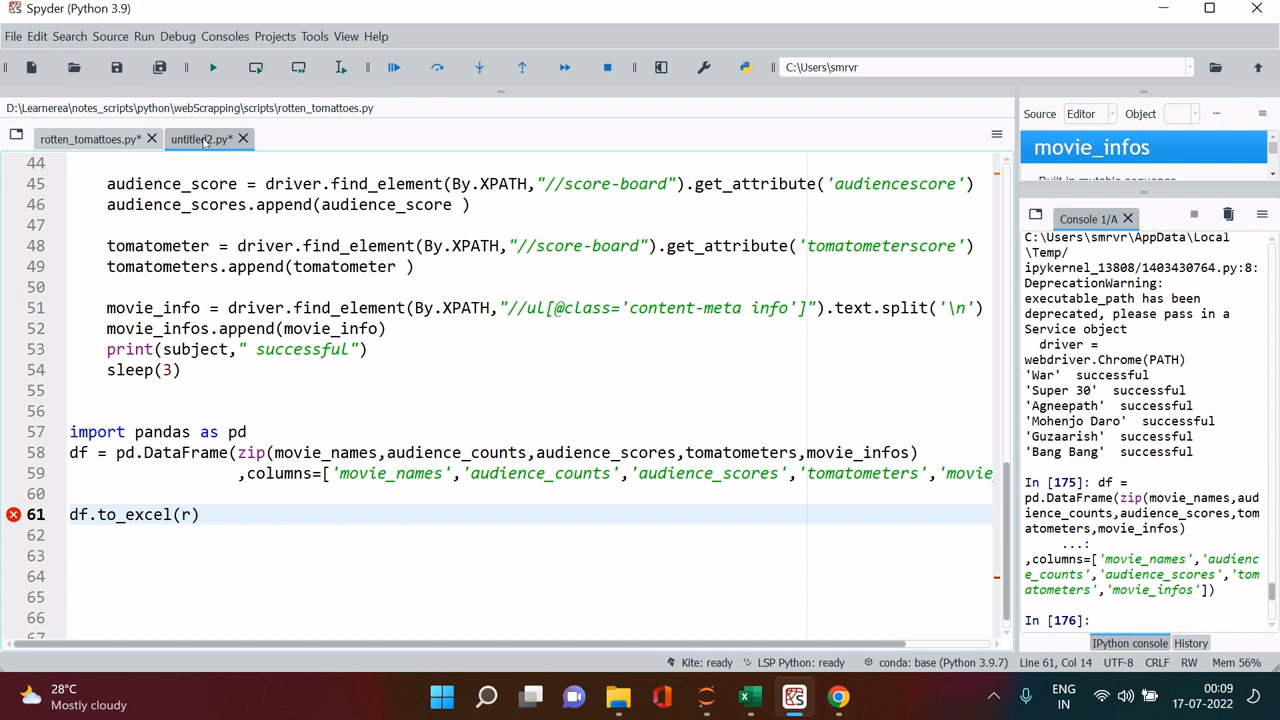 Spyder (Python 3.9)
File Edit Search Source Run Debug Consoles Projects Tools View Help
C:\Users\smrvr
D:\Learnerea\notes_scripts\python\webScrapping\scripts\rotten_tomattoes.py
rotten_tomattoes.py* untitled2.py*
44
45 audience_score = driver.find_element(By.XPATH,"//score-board").get_attribute('audiencescore')
46 audience_scores.append(audience_score )
47
48 tomatometer = driver.find_element(By.XPATH,"//score-board").get_attribute('tomatometerscore')
49 tomatometers.append(tomatometer )
50
51 movie_info = driver.find_element(By.XPATH,"//ul[@class='content-meta info']").text.split('\n')
52 movie_infos.append(movie_info)
53 print(subject," successful")
54 sleep(3)
55
56
57 import pandas as pd
58 df = pd.DataFrame(zip(movie_names,audience_counts,audience_scores,tomatometers,movie_infos)
59 ,columns=['movie_names','audience_counts','audience_scores','tomatometers','movie_
60
61 df.to_excel(r)
62
63
64
65
66
67
Source Editor Object
movie_infos
Console 1/A
C:\Users\smrvr\AppData\Local
\Temp/
ipykernel_13808/1403430764.py:8:
DeprecationWarning:
executable_path has been
deprecated, please pass in a
Service object
driver =
webdriver.Chrome(PATH)
'War'  successful
'Super 30'  successful
'Agneepath'  successful
'Mohenjo Daro'  successful
'Guzaarish'  successful
'Bang Bang'  successful
In [175]: df =
pd.DataFrame(zip(movie_names,aud
ience_counts,audience_scores,tom
atometers,movie_infos)
...:
,columns=['movie_names','audienc
e_counts','audience_scores','tom
atometers','movie_infos'])
In [176]:
IPython console History
Kite: ready LSP Python: ready conda: base (Python 3.9.7) Line 61, Col 14 UTF-8 CRLF RW Mem 56%
28°C
Mostly cloudy
ENG
IN
00:09
17-07-2022